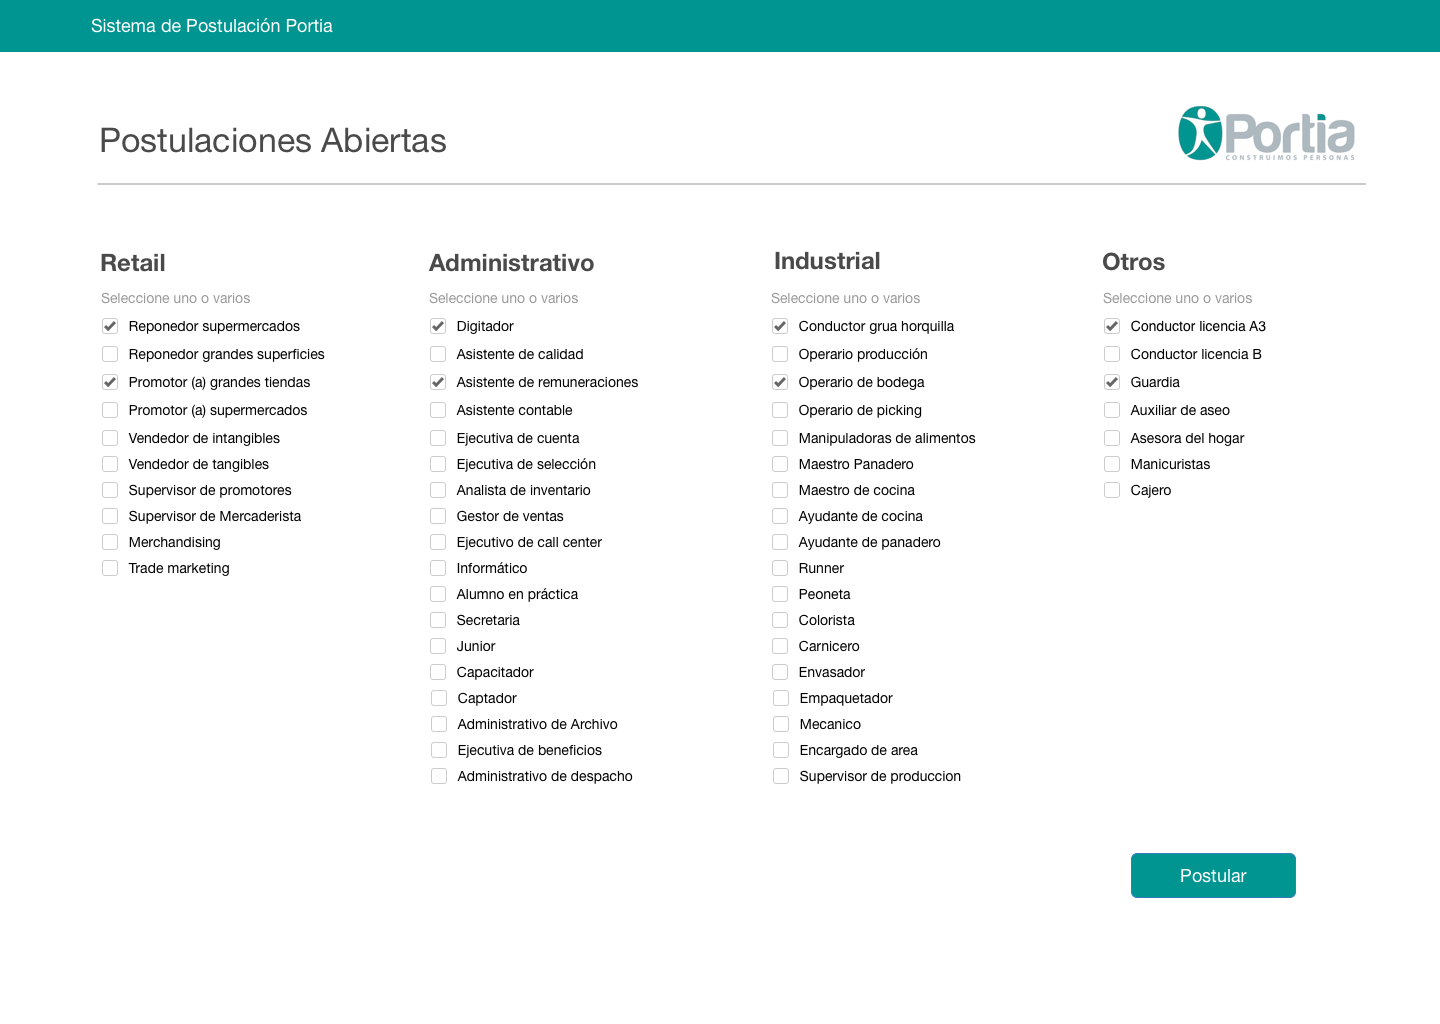 Sistema de Postulación Portia
Postulaciones Abiertas
Portia
CONSTRUIMOS PERSONAS
Retail
Seleccione uno o varios
Reponedor supermercados
Reponedor grandes superficies
Promotor (a) grandes tiendas
Promotor (a) supermercados
Vendedor de intangibles
Vendedor de tangibles
Supervisor de promotores
Supervisor de Mercaderista
Merchandising
Trade marketing
Administrativo
Seleccione uno o varios
Digitador
Asistente de calidad
Asistente de remuneraciones
Asistente contable
Ejecutiva de cuenta
Ejecutiva de selección
Analista de inventario
Gestor de ventas
Ejecutivo de call center
Informático
Alumno en práctica
Secretaria
Junior
Capacitador
Captador
Administrativo de Archivo
Ejecutiva de beneficios
Administrativo de despacho
Industrial
Seleccione uno o varios
Conductor grua horquilla
Operario producción
Operario de bodega
Operario de picking
Manipuladoras de alimentos
Maestro Panadero
Maestro de cocina
Ayudante de cocina
Ayudante de panadero
Runner
Peoneta
Colorista
Carnicero
Envasador
Empaquetador
Mecanico
Encargado de area
Supervisor de produccion
Otros
Seleccione uno o varios
Conductor licencia A3
Conductor licencia B
Guardia
Auxiliar de aseo
Asesora del hogar
Manicuristas
Cajero
Postular